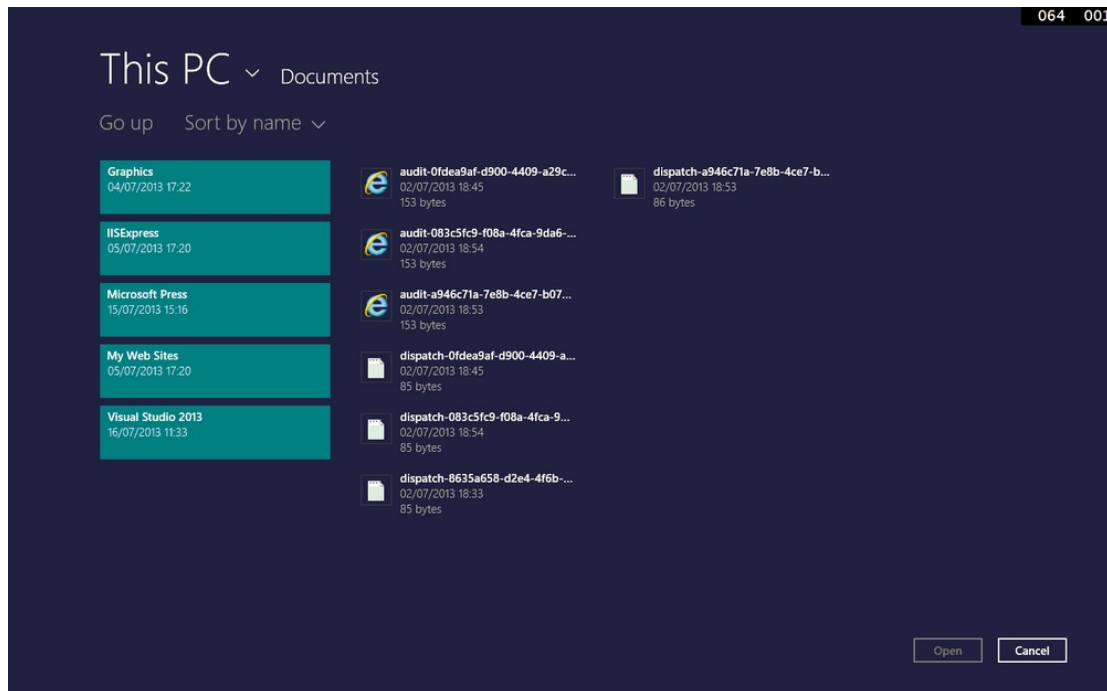 064 001
This PC Documents
Go up Sort by name
Graphics
04/07/2013 17:22
IISExpress
05/07/2013 17:20
Microsoft Press
15/07/2013 15:16
My Web Sites
05/07/2013 17:20
Visual Studio 2013
16/07/2013 11:33
audit-0fdea9af-d900-4409-a29c...
02/07/2013 18:45
153 bytes
audit-083c5fc9-f08a-4fca-9da6-...
02/07/2013 18:54
153 bytes
audit-a946c71a-7e8b-4ce7-b07...
02/07/2013 18:53
153 bytes
dispatch-0fdea9af-d900-4409-a...
02/07/2013 18:45
85 bytes
dispatch-083c5fc9-f08a-4fca-9...
02/07/2013 18:54
85 bytes
dispatch-8635a658-d2e4-4f6b-...
02/07/2013 18:33
85 bytes
dispatch-a946c71a-7e8b-4ce7-b...
02/07/2013 18:53
86 bytes
Open Cancel